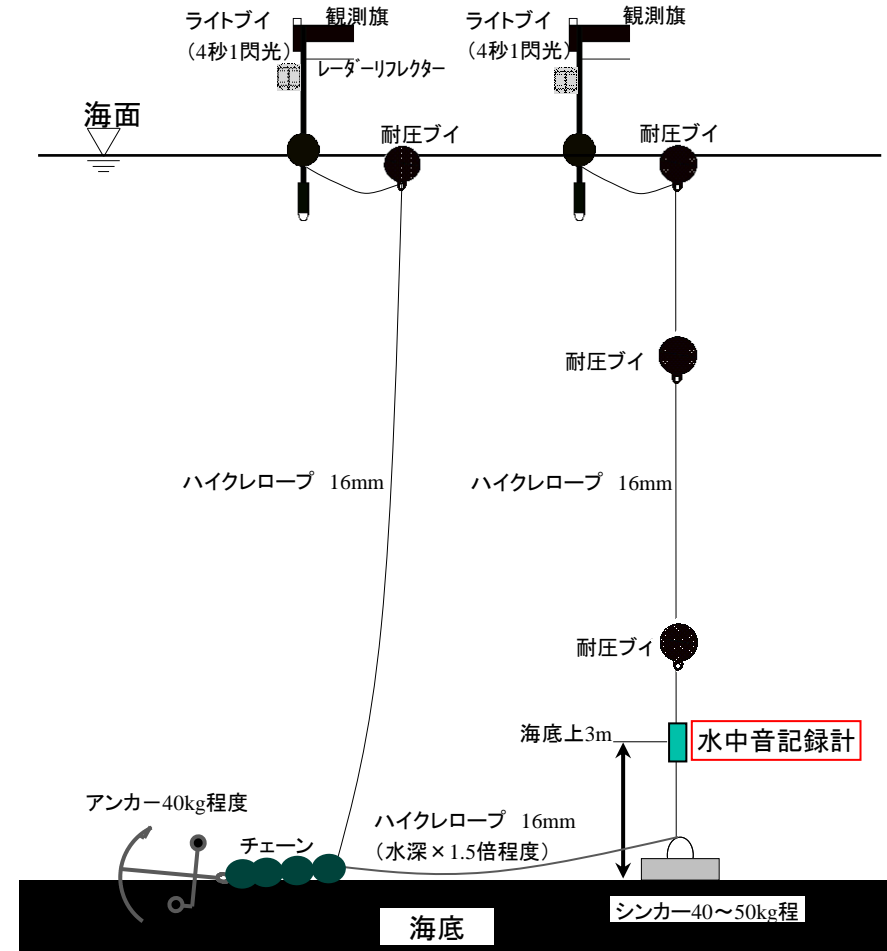 ライトブイ
（4秒1閃光）
観測旗
レーダーリフレクター
ライトブイ
（4秒1閃光）
観測旗
海面
耐圧ブイ
耐圧ブイ
耐圧ブイ
ハイクレロープ 16mm
ハイクレロープ 16mm
耐圧ブイ
海底上3m
水中音記録計
アンカー40kg程度
チェーン
ハイクレロープ 16mm
（水深×1.5倍程度）
シンカー40～50kg程
海底